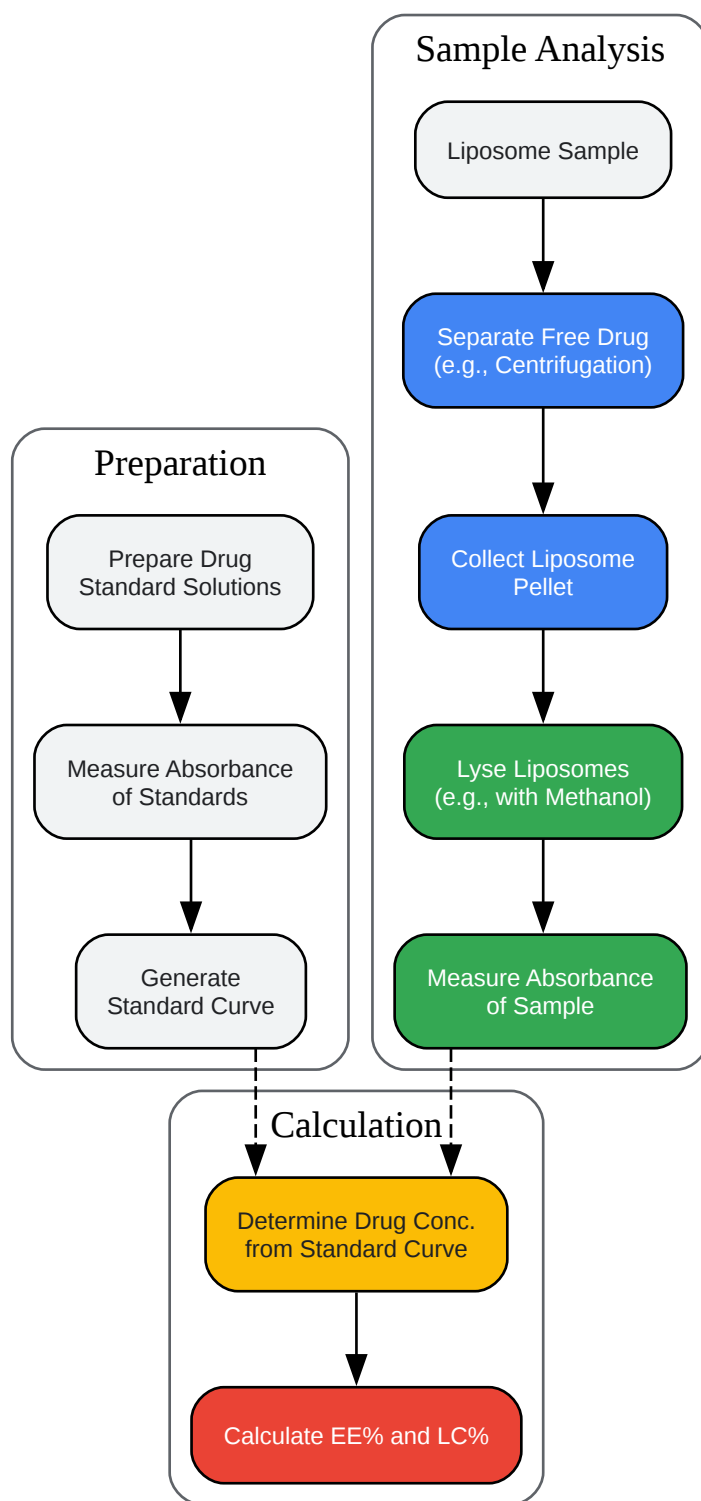 Sample Analysis
Liposome Sample
Separate Free Drug
(e.g., Centrifugation)
Collect Liposome
Pellet
Lyse Liposomes
(e.g., with Methanol)
Measure Absorbance
of Sample
Preparation
Prepare Drug
Standard Solutions
Measure Absorbance
of Standards
Generate
Standard Curve
Calculation
Determine Drug Conc.
from Standard Curve
Calculate EE% and LC%